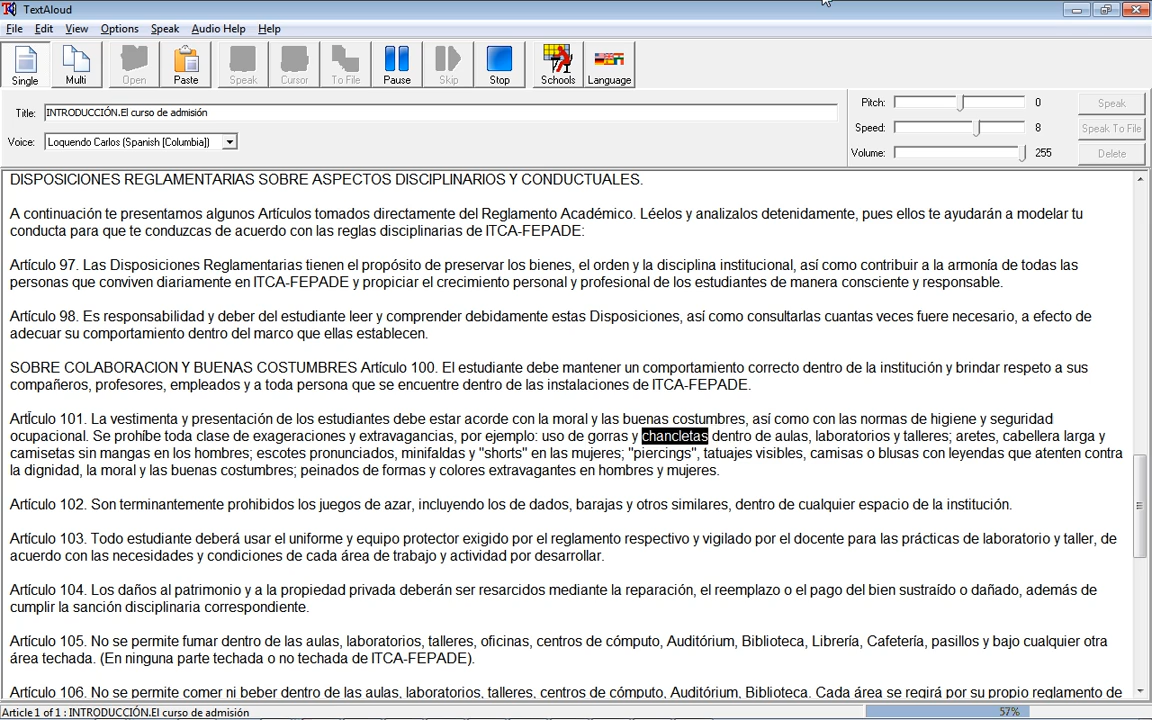 TextAloud
File Edit View Options Speak Audio Help Help
Single Multi Open Paste Speak Cursor To File Pause Skip Stop Schools Language
Title: INTRODUCCIÓN.El curso de admisión
Voice: Loquendo Carlos (Spanish [Columbia])
Pitch: 0 Speak
Speed: 8 Speak To File
Volume: 255 Delete
DISPOSICIONES REGLAMENTARIAS SOBRE ASPECTOS DISCIPLINARIOS Y CONDUCTUALES.
A continuación te presentamos algunos Artículos tomados directamente del Reglamento Académico. Léelos y analizalos detenidamente, pues ellos te ayudarán a modelar tu
conducta para que te conduzcas de acuerdo con las reglas disciplinarias de ITCA-FEPADE:
Artículo 97. Las Disposiciones Reglamentarias tienen el propósito de preservar los bienes, el orden y la disciplina institucional, así como contribuir a la armonía de todas las
personas que conviven diariamente en ITCA-FEPADE y propiciar el crecimiento personal y profesional de los estudiantes de manera consciente y responsable.
Artículo 98. Es responsabilidad y deber del estudiante leer y comprender debidamente estas Disposiciones, así como consultarlas cuantas veces fuere necesario, a efecto de
adecuar su comportamiento dentro del marco que ellas establecen.
SOBRE COLABORACION Y BUENAS COSTUMBRES Artículo 100. El estudiante debe mantener un comportamiento correcto dentro de la institución y brindar respeto a sus
compañeros, profesores, empleados y a toda persona que se encuentre dentro de las instalaciones de ITCA-FEPADE.
Artículo 101. La vestimenta y presentación de los estudiantes debe estar acorde con la moral y las buenas costumbres, así como con las normas de higiene y seguridad
ocupacional. Se prohíbe toda clase de exageraciones y extravagancias, por ejemplo: uso de gorras y chancletas dentro de aulas, laboratorios y talleres; aretes, cabellera larga y
camisetas sin mangas en los hombres; escotes pronunciados, minifaldas y "shorts" en las mujeres; "piercings", tatuajes visibles, camisas o blusas con leyendas que atenten contra
la dignidad, la moral y las buenas costumbres; peinados de formas y colores extravagantes en hombres y mujeres.
Artículo 102. Son terminantemente prohibidos los juegos de azar, incluyendo los de dados, barajas y otros similares, dentro de cualquier espacio de la institución.
Artículo 103. Todo estudiante deberá usar el uniforme y equipo protector exigido por el reglamento respectivo y vigilado por el docente para las prácticas de laboratorio y taller, de
acuerdo con las necesidades y condiciones de cada área de trabajo y actividad por desarrollar.
Artículo 104. Los daños al patrimonio y a la propiedad privada deberán ser resarcidos mediante la reparación, el reemplazo o el pago del bien sustraído o dañado, además de
cumplir la sanción disciplinaria correspondiente.
Artículo 105. No se permite fumar dentro de las aulas, laboratorios, talleres, oficinas, centros de cómputo, Auditórium, Biblioteca, Librería, Cafetería, pasillos y bajo cualquier otra
área techada. (En ninguna parte techada o no techada de ITCA-FEPADE).
Artículo 106. No se permite comer ni beber dentro de las aulas, laboratorios, talleres, centros de cómputo, Auditórium, Biblioteca. Cada área se regirá por su propio reglamento de
Article 1 of 1 : INTRODUCCIÓN.El curso de admisión 57%